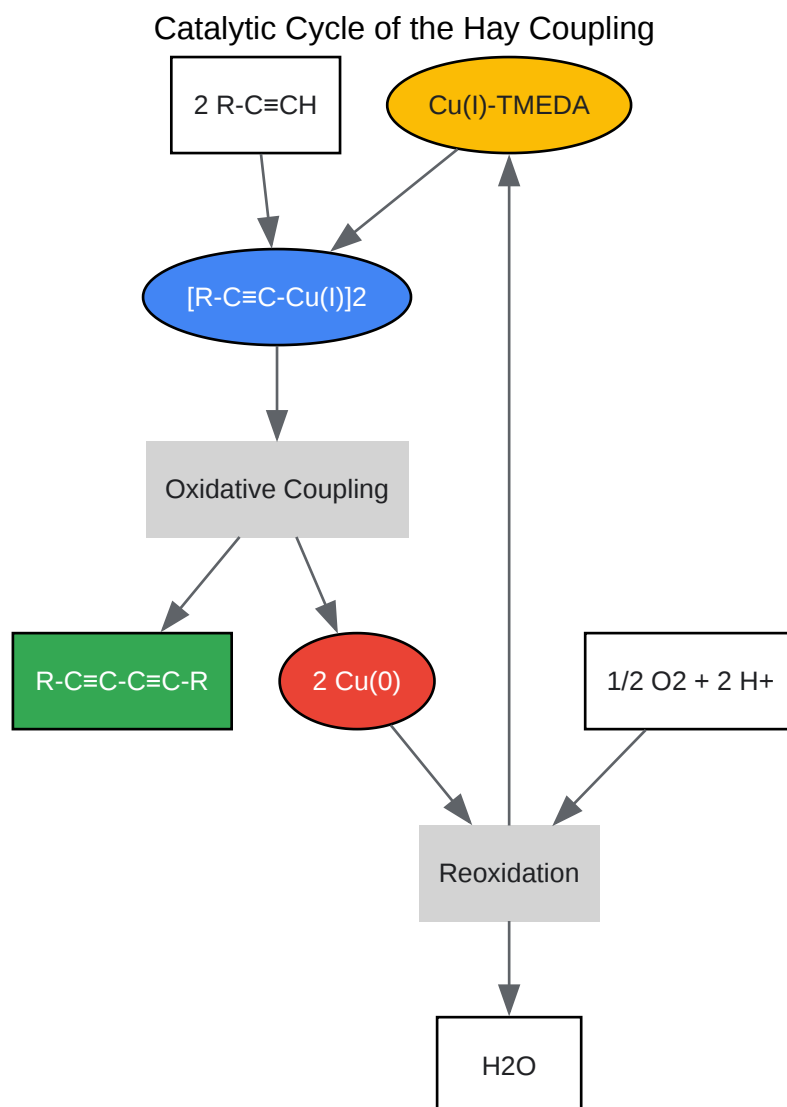 Catalytic Cycle of the Hay Coupling
2 R-C≡CH
Cu(I)-TMEDA
[R-C≡C-Cu(I)]2
Oxidative Coupling
R-C≡C-C≡C-R
2 Cu(0)
1/2 O2 + 2 H+
Reoxidation
H2O